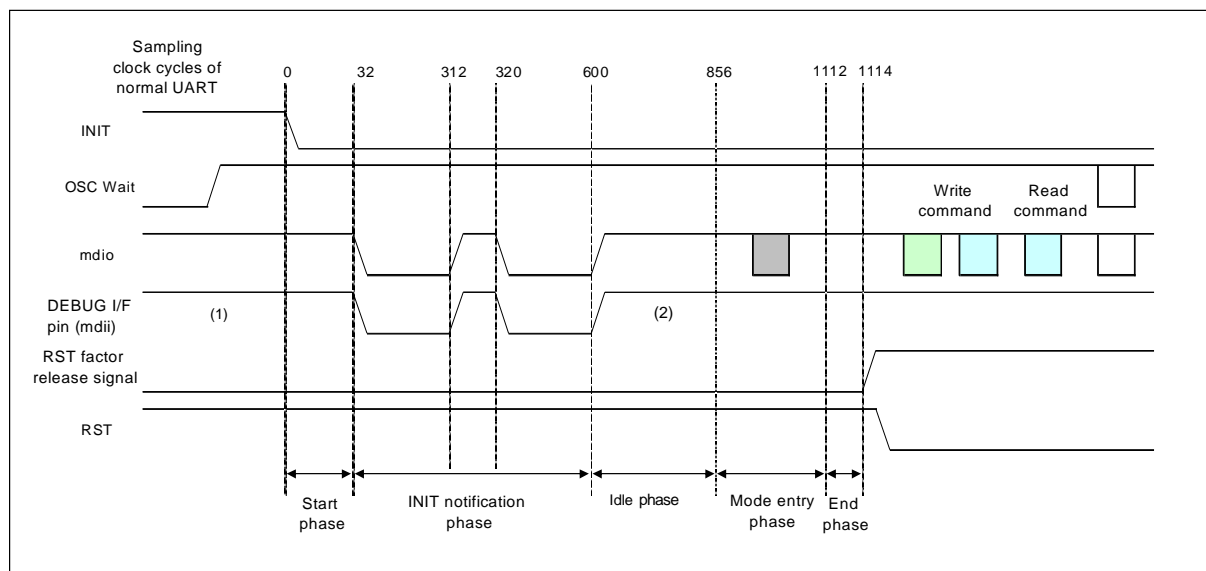 Sampling
clock cycles of
normal UART
0 32 312 320 600 856 1112 1114
INIT
OSC Wait
Write
command
Read
command
mdio
DEBUG I/F
pin (mdii)
(1)
(2)
RST factor
release signal
RST
Start
phase
INIT notification
phase
Idle phase
Mode entry
phase
End
phase